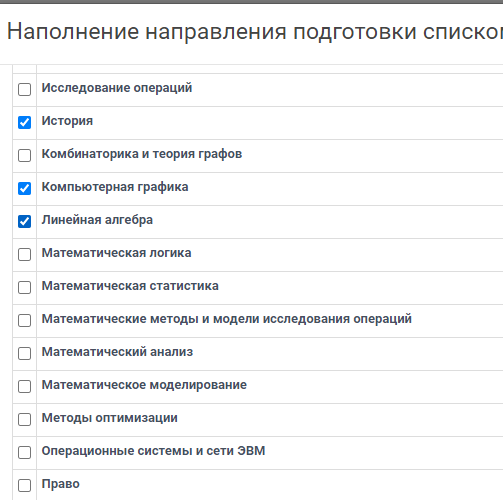 Наполнение направления подготовки
Исследование операций
История
Комбинаторика и теория графов
Компьютерная графика
Линейная алгебра
Математическая логика
Математическая статистика
Математические методы и модели исследования операций
Математический анализ
Математическое моделирование
Методы оптимизации
Операционные системы и сети ЭВМ
Право